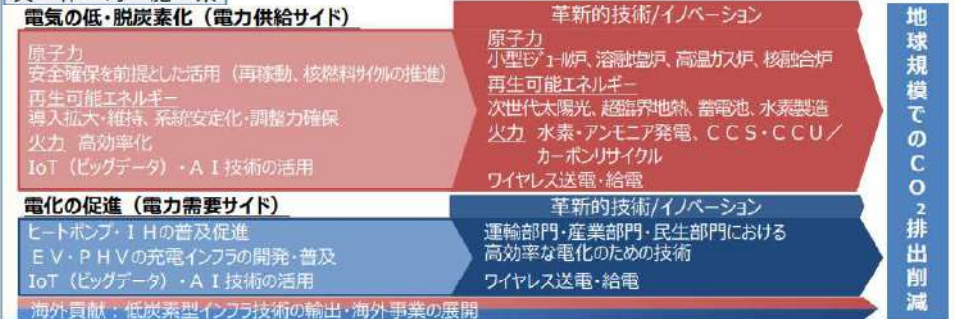 電気の低・脱炭素化（電力供給サイド）
革新的技術/イノベーション
原子力
安全確保を前提とした活用（再稼動、核燃料サイクルの推進）
再生可能エネルギー
導入拡大・維持、系統安定化・調整力確保
火力 高効率化
IoT（ビッグデータ）・ＡＩ技術の活用
原子力
小型モジュール炉、溶融塩炉、高温ガス炉、核融合炉
再生可能エネルギー
次世代太陽光、超臨界地熱、蓄電池、水素製造
火力 水素・アンモニア発電、ＣＣＳ・ＣＣＵ／
カーボンリサイクル
ワイヤレス送電・給電
電化の促進（電力需要サイド）
革新的技術/イノベーション
ヒートポンプ・ＩＨの普及促進
ＥＶ・ＰＨＶの充電インフラの開発・普及
IoT（ビッグデータ）・ＡＩ技術の活用
運輸部門・産業部門・民生部門における
高効率な電化のための技術
ワイヤレス送電・給電
海外貢献：低炭素型インフラ技術の輸出・海外事業の展開
地球規模でのＣＯ₂排出削減